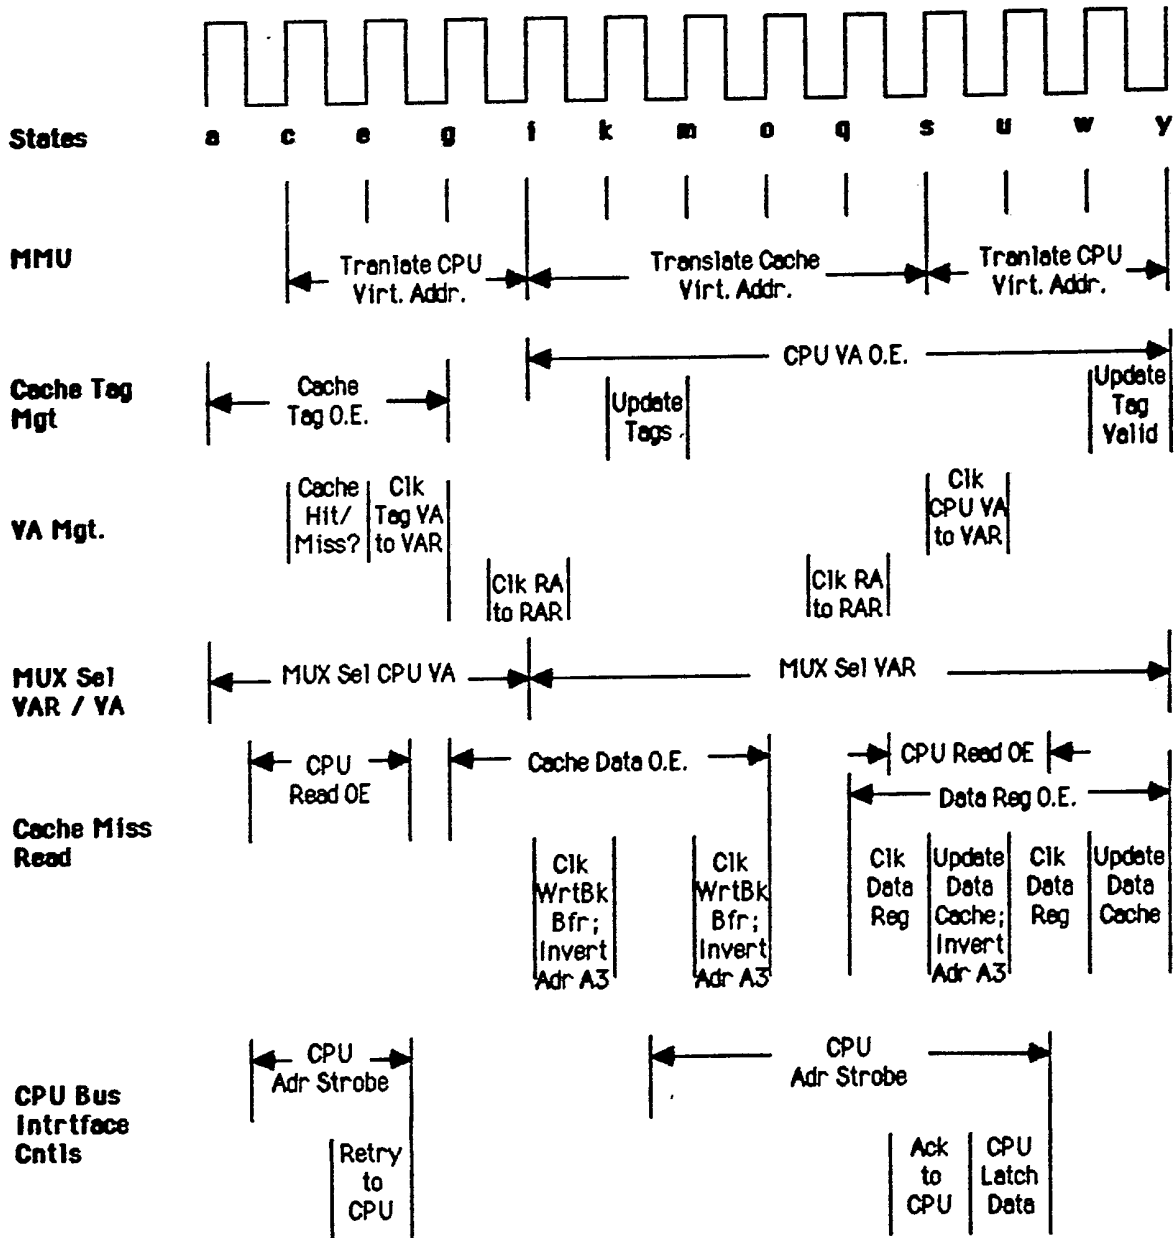 States a c e g i k m o q s u w y
MMU
Tranlate CPU
Virt. Addr.
Translate Cache
Virt. Addr.
Tranlate CPU
Virt. Addr.
Cache Tag
Mgt
Cache
Tag O.E.
CPU VA O.E.
Update
Tags
Update
Tag
Valid
VA Mgt.
Cache
Hit/
Miss?
Clk
Tag VA
to VAR
Clk RA
to RAR
Clk RA
to RAR
Clk
CPU VA
to VAR
MUX Sel
VAR / VA
MUX Sel CPU VA
MUX Sel VAR
Cache Miss
Read
CPU
Read OE
Cache Data O.E.
CPU Read OE
Data Reg O.E.
Clk
WrtBk
Bfr;
Invert
Adr A3
Clk
WrtBk
Bfr;
Invert
Adr A3
Clk
Data
Reg
Update
Data
Cache;
Invert
Adr A3
Clk
Data
Reg
Update
Data
Cache
CPU Bus
Intrtface
Cntls
CPU
Adr Strobe
CPU
Adr Strobe
Retry
to
CPU
Ack
to
CPU
CPU
Latch
Data